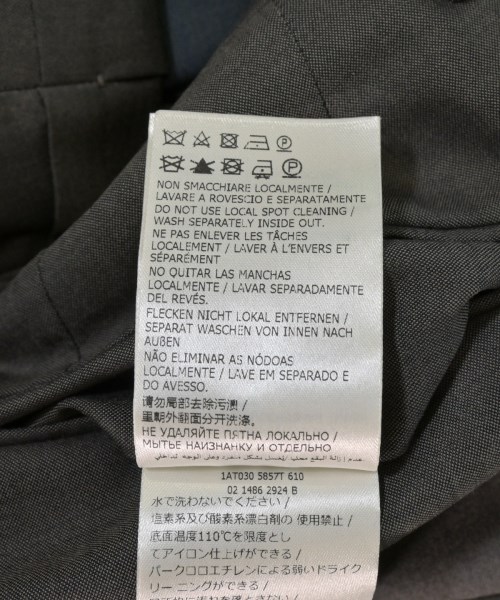 NON SMACCHIARE LOCALMENTE /
LAVARE A ROVESCIO E SEPARATAMENTE
DO NOT USE LOCAL SPOT CLEANING /
WASH SEPARATELY INSIDE OUT.
NE PAS ENLEVER LES TÂCHES
LOCALEMENT / LAVER À L'ENVERS ET
SÉPARÉMENT
NO QUITAR LAS MANCHAS
LOCALMENTE / LAVAR SEPARADAMENTE
DEL REVÉS.
FLECKEN NICHT LOKAL ENTFERNEN /
SEPARAT WASCHEN VON INNEN NACH
AUßEN
NÃO ELIMINAR AS NÓDOAS
LOCALMENTE / LAVE EM SEPARADO E
DO AVESSO.
请勿局部去除污渍 /
里朝外翻面分开洗涤。
НЕ УДАЛЯЙТЕ ПЯТНА ЛОКАЛЬНО /
МЫТЬЕ НАИЗНАНКУ И ОТДЕЛЬНО
1AT030 5857T 610
02 1486 2924 B
水で洗わないでください /
塩素系及び酸素系漂白剤の 使用禁止 /
底面温度110℃を限度とし
てアイロン仕上げができる /
パークロロエチレンによる弱いドライク
リー ニングができる /